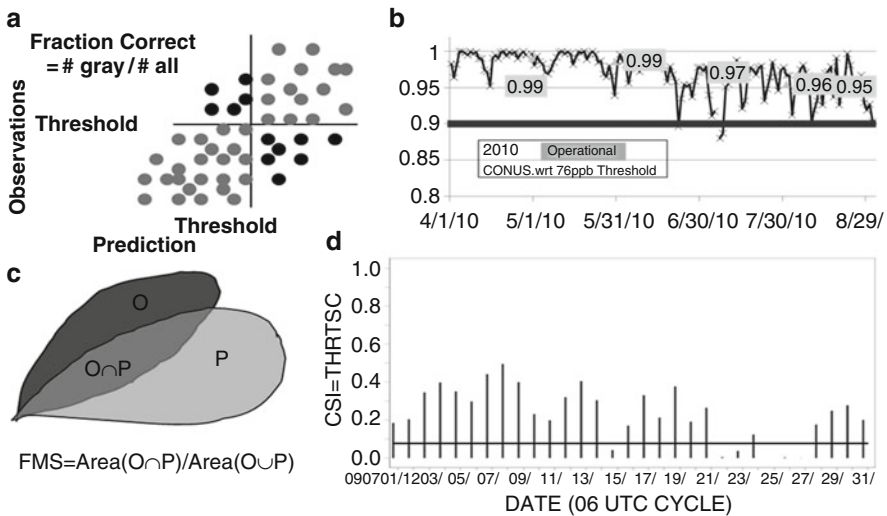 a
Fraction Correct
= # gray / # all
Observations
Threshold
Threshold
Prediction
b
1
0.95
0.9
0.85
0.8
0.99
0.99
0.97
0.96
0.95
2010 Operational
CONUS.wrt 76ppb Threshold
4/1/10 5/1/10 5/31/10 6/30/10 7/30/10 8/29/
c
O
O∩P
P
FMS=Area(O∩P)/Area(O∪P)
d
CSI=THRTSC
1.0
0.8
0.6
0.4
0.2
0.0
090701/1203/ 05/ 07/ 09/ 11/ 13/ 15/ 17/ 19/ 21/ 23/ 25/ 27/ 29/ 31/
DATE (06 UTC CYCLE)